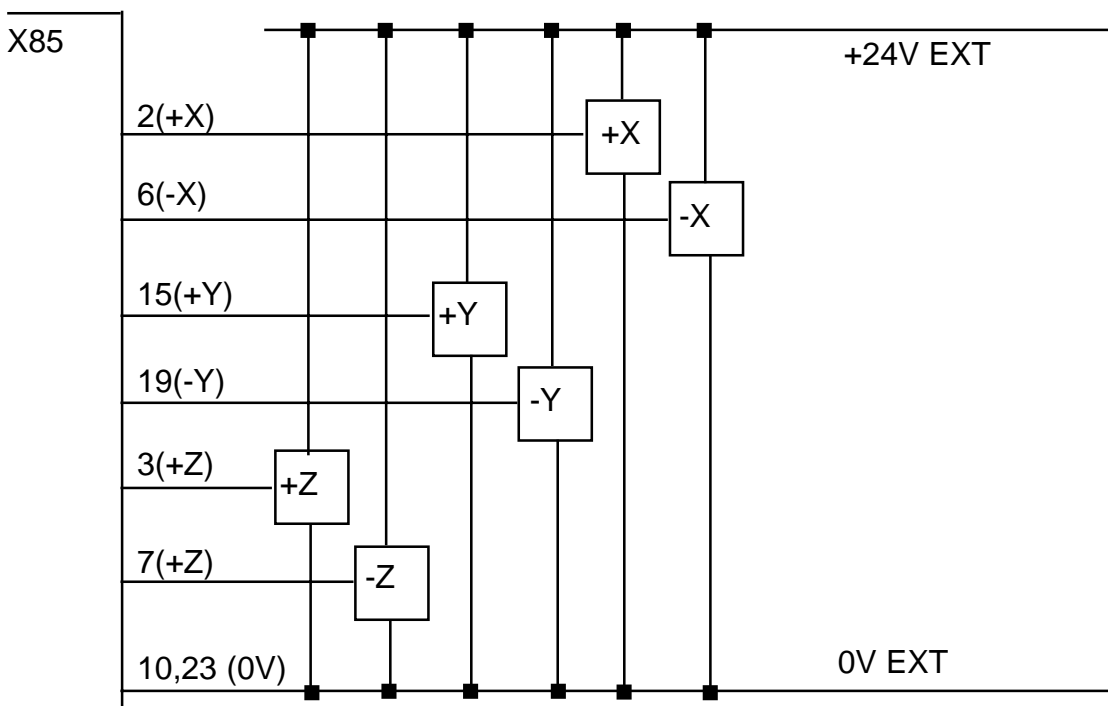 X85
+24V EXT
2(+X)
+X
6(-X)
-X
15(+Y)
+Y
19(-Y)
-Y
3(+Z)
+Z
7(+Z)
-Z
10,23 (0V)
0V EXT